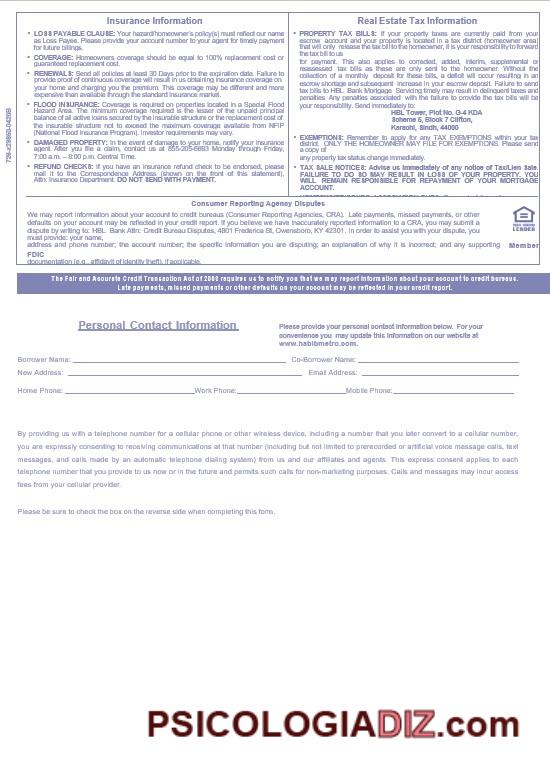 Insurance Information
• LOSS PAYABLE CLAUSE: Your hazard/homeowner's policy(s) must reflect our name
as Loss Payee. Please provide your account number to your agent for timely payment
for future billings.
• COVERAGE: Homeowners coverage should be equal to 100% replacement cost or
guaranteed replacement cost.
• RENEWALS: Send all policies at least 30 Days prior to the expiration date. Failure to
provide proof of continuous coverage will result in us obtaining insurance coverage on
your home and charging you the premium. This coverage may be different and more
expensive than available through the standard insurance market.
• FLOOD INSURANCE: Coverage is required on properties located in a Special Flood
Hazard Area. The minimum coverage required is the lesser of the unpaid principal
balance of all active loans secured by the insurable structure or the replacement cost of
the insurable structure not to exceed the maximum coverage available from NFIP
(National Flood Insurance Program). Investor requirements may vary.
• DAMAGED PROPERTY: In the event of damage to your home, notify your insurance
agent. After you file a claim, contact us at 855-205-6693 Monday through Friday,
7:00 a.m. – 8:00 p.m. Central Time.
• REFUND CHECKS: If you have an insurance refund check to be endorsed, please
mail it to the Correspondence Address (shown on the front of this statement),
Attn: Insurance Department. DO NOT SEND WITH PAYMENT.
Real Estate Tax Information
• PROPERTY TAX BILLS: If your property taxes are currently paid from your
escrow account and your property is located in a tax district (homeowner area)
that will only release the tax bill to the homeowner, it is your responsibility to forward
the tax bill to us
for payment. This also applies to corrected, added, interim, supplemental or
reassessed tax bills as these are only sent to the homeowner. Without the
collection of a monthly deposit for these bills, a deficit will occur resulting in an
escrow shortage and subsequent increase in your escrow deposit. Failure to send
tax bills to HBL Bank Mortgage Servicing timely may result in delinquent taxes and
penalties. Any penalties associated with the failure to provide the tax bill will be
your responsibility. Send immediately to:
HBL Tower, Plot No. G-4 KDA
Scheme 5, Block 7 Clifton,
Karachi, Sindh, 44000
• EXEMPTIONS: Remember to apply for any TAX EXEMPTIONS within your tax
district. ONLY THE HOMEOWNER MAY FILE FOR EXEMPTIONS. Please send
a copy of
any property tax status change immediately.
• TAX SALE NOTICES: Advise us immediately of any notice of Tax/Lien Sale.
FAILURE TO DO SO MAY RESULT IN LOSS OF YOUR PROPERTY. YOU
WILL REMAIN RESPONSIBLE FOR REPAYMENT OF YOUR MORTGAGE
ACCOUNT.
Consumer Reporting Agency Disputes
We may report information about your account to credit bureaus (Consumer Reporting Agencies, CRA). Late payments, missed payments, or other
defaults on your account may be reflected in your credit report. If you believe we have inaccurately reported information to a CRA, you may submit a
dispute by writing to: HBL Bank Attn: Credit Bureau Disputes, 4801 Frederica St, Owensboro, KY 42301. In order to assist you with your dispute, you
must provide: your name,
address and phone number; the account number; the specific information you are disputing; an explanation of why it is incorrect; and any supporting
LENDER
Member
FDIC
documentation (e.g., affidavit of identity theft), if applicable.
The Fair and Accurate Credit Transaction Act of 2000 requires us to notify you that we may report information about your account to credit bureaus.
Late payments, missed payments or other defaults on your account may be reflected in your credit report.
Personal Contact Information
Please provide your personal contact information below. For your
convenience you may update this information on our website at
www.habibmetro.com.
Borrower Name: Co-Borrower Name:
New Address: Email Address:
Home Phone: Work Phone: Mobile Phone:
By providing us with a telephone number for a cellular phone or other wireless device, including a number that you later convert to a cellular number,
you are expressly consenting to receiving communications at that number (including but not limited to prerecorded or artificial voice message calls, text
messages, and calls made by an automatic telephone dialing system) from us and our affiliates and agents. This express consent applies to each
telephone number that you provide to us now or in the future and permits such calls for non-marketing purposes. Calls and messages may incur access
fees from your cellular provider.
Please be sure to check the box on the reverse side when completing this form.
PSICOLOGIADIZ.com